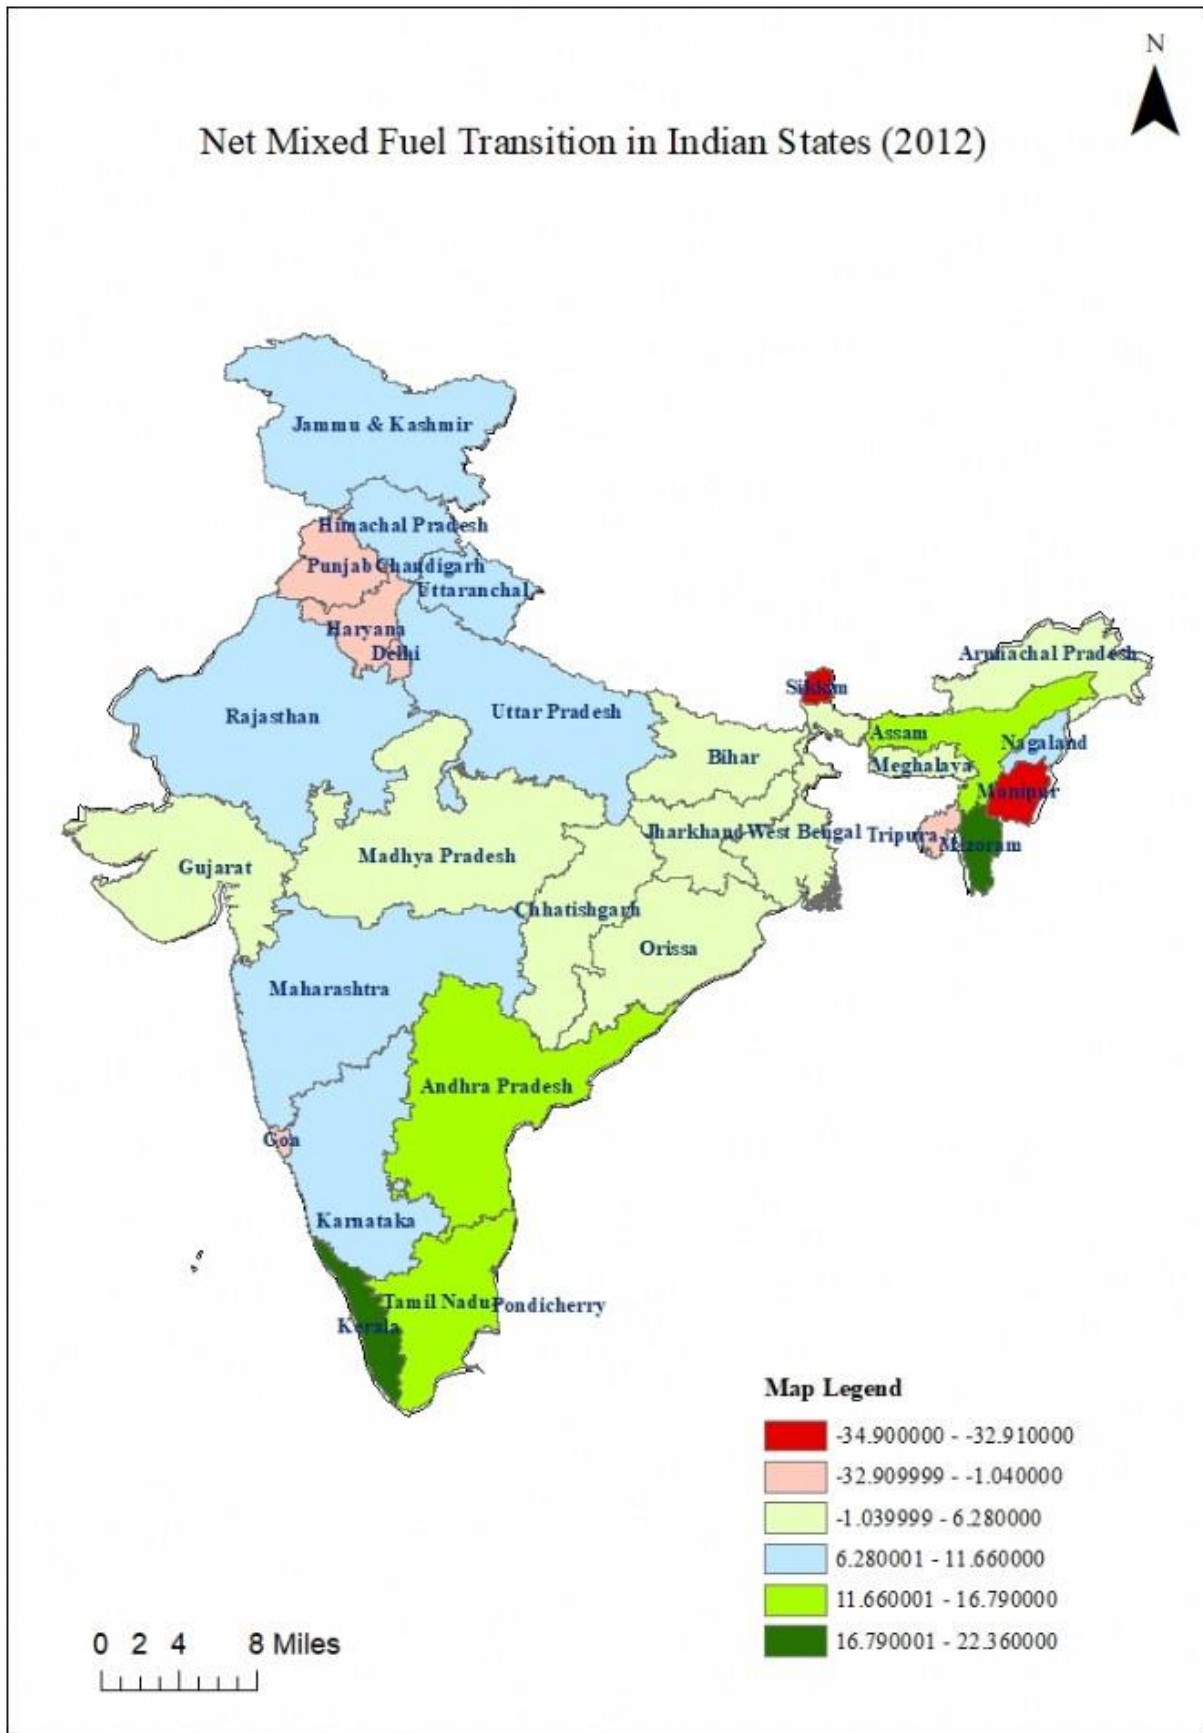 N
Net Mixed Fuel Transition in Indian States (2012)
Jammu & Kashmir
Himachal Pradesh
Punjab Chandigarh
Uttaranchal
Haryana
Delhi
Arunachal Pradesh
Sikkim
Rajasthan
Uttar Pradesh
Assam
Nagaland
Bihar
Meghalaya
Manipur
Jharkhand West Bengal Tripura
Mizoram
Madhya Pradesh
Gujarat
Chhatishgarh
Orissa
Maharashtra
Andhra Pradesh
Goa
Karnataka
Tamil Nadu Pondicherry
Kerala
Map Legend
-34.900000 - -32.910000
-32.909999 - -1.040000
-1.039999 - 6.280000
6.280001 - 11.660000
11.660001 - 16.790000
16.790001 - 22.360000
0 2 4 8 Miles